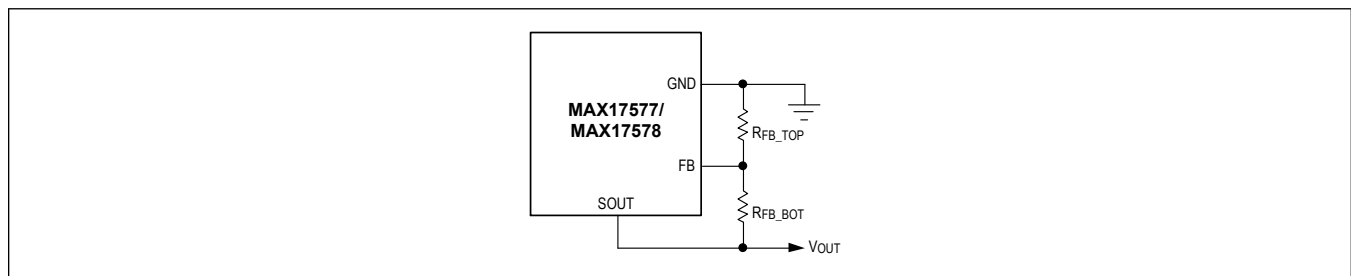 GND
MAX17577/
MAX17578
RFB_TOP
FB
RFB_BOT
SOUT
VOUT